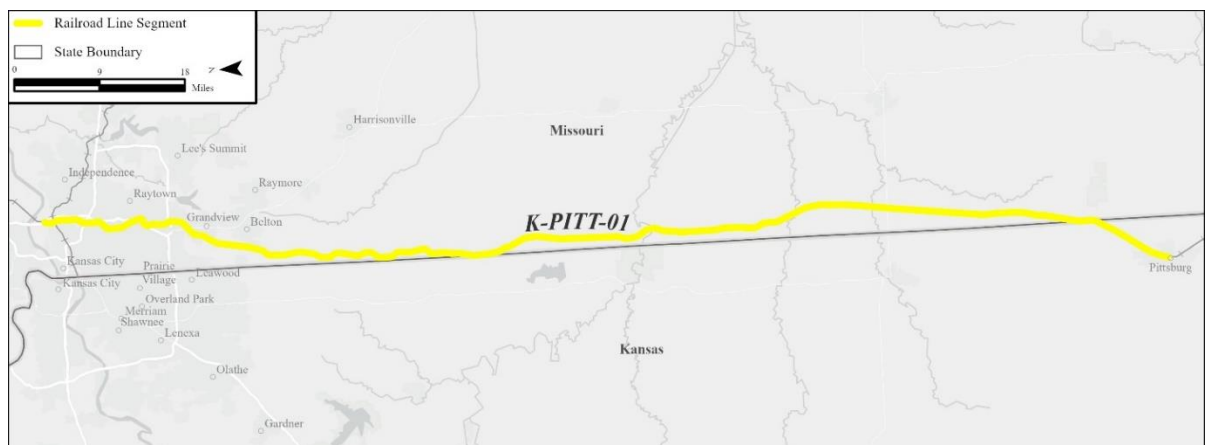 Railroad Line Segment
State Boundary
0 9 18
N
Miles
Harrisonville
Missouri
Lee's Summit
Independence
Raymore
Raytown
Grandview
Belton
K-PITT-01
Kansas City
Prairie
Village
Leawood
Kansas City
Pittsburg
Overland Park
Merriam
Shawnee
Lenexa
Kansas
Olathe
Gardner